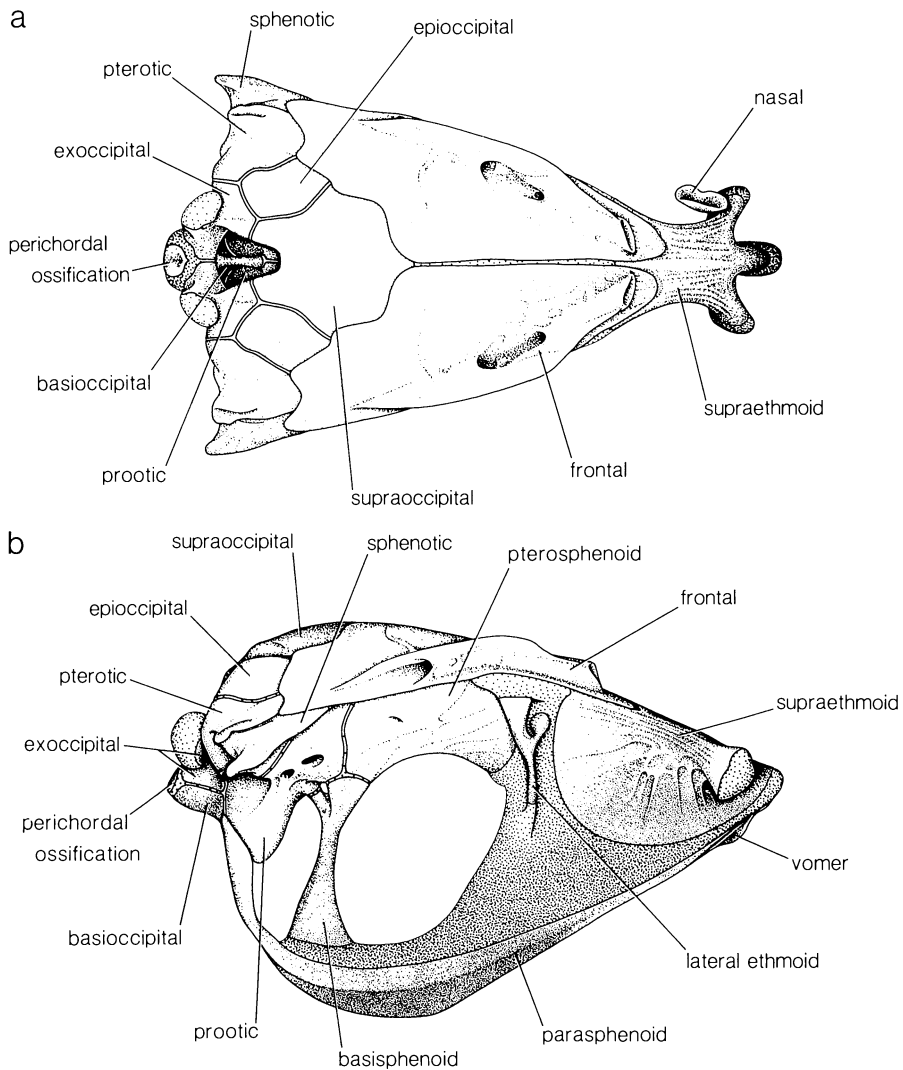 a
sphenotic
epioccipital
pterotic
nasal
exoccipital
perichordal
ossification
basioccipital
supraethmoid
prootic
frontal
supraoccipital
b
supraoccipital
sphenotic
pterosphenoid
epioccipital
frontal
pterotic
supraethmoid
exoccipital
perichordal
ossification
vomer
basioccipital
lateral ethmoid
prootic
parasphenoid
basisphenoid